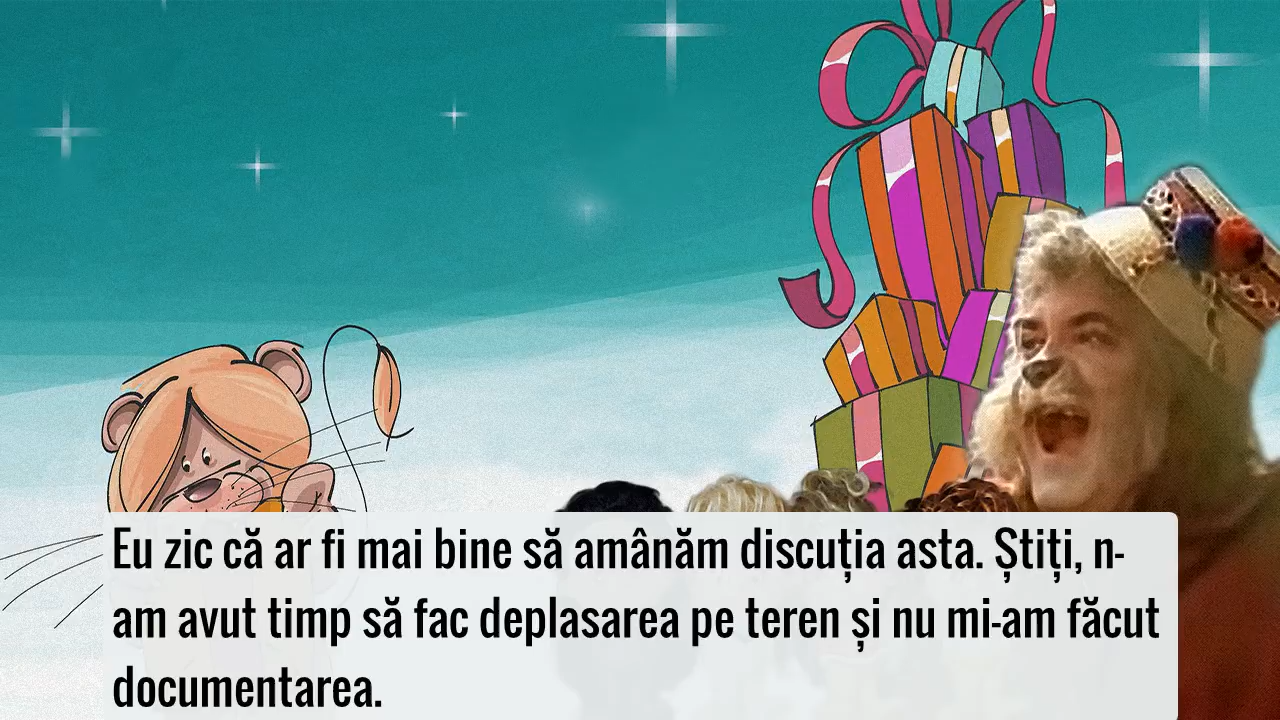 Eu zic că ar fi mai bine să amânăm discuția asta. Știți, n-
am avut timp să fac deplasarea pe teren și nu mi-am făcut
documentarea.